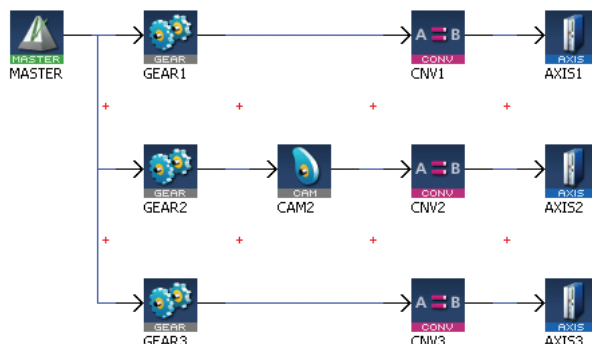 MASTER
MASTER
GEAR
GEAR1
A = B
CONV
CNV1
AXIS
AXIS1
GEAR
GEAR2
CAM
CAM2
A = B
CONV
CNV2
AXIS
AXIS2
GEAR
GEAR3
A = B
CONV
CNV3
AXIS
AXIS3